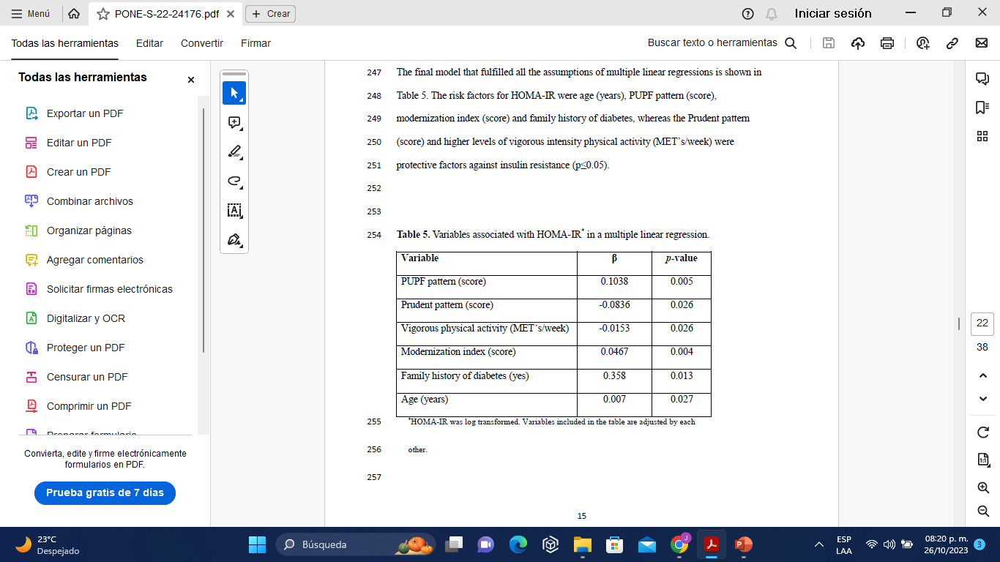 Menú
PONE-S-22-24176.pdf
Crear
Iniciar sesión
Todas las herramientas
Editar
Convertir
Firmar
Buscar texto o herramientas
Todas las herramientas
Exportar un PDF
Editar un PDF
Crear un PDF
Combinar archivos
Organizar páginas
Agregar comentarios
Solicitar firmas electrónicas
Digitalizar y OCR
Proteger un PDF
Censurar un PDF
Comprimir un PDF
Preparar formulario
Convierta, edite y firme electrónicamente
formularios en PDF.
Prueba gratis de 7 días
247 The final model that fulfilled all the assumptions of multiple linear regressions is shown in
248 Table 5. The risk factors for HOMA-IR were age (years), PUPF pattern (score),
249 modernization index (score) and family history of diabetes, whereas the Prudent pattern
250 (score) and higher levels of vigorous intensity physical activity (MET’s/week) were
251 protective factors against insulin resistance (p≤0.05).
252
253
254 Table 5. Variables associated with HOMA-IR* in a multiple linear regression.
Variable β p-value
PUPF pattern (score) 0.1038 0.005
Prudent pattern (score) -0.0836 0.026
Vigorous physical activity (MET´s/week) -0.0153 0.026
Modernization index (score) 0.0467 0.004
Family history of diabetes (yes) 0.358 0.013
Age (years) 0.007 0.027
255 *HOMA-IR was log transformed. Variables included in the table are adjusted by each
256 other.
257
15
22
38
1:1
23°C
Despejado
Búsqueda
J
P
ESP
LAA
08:20 p. m.
26/10/2023
3